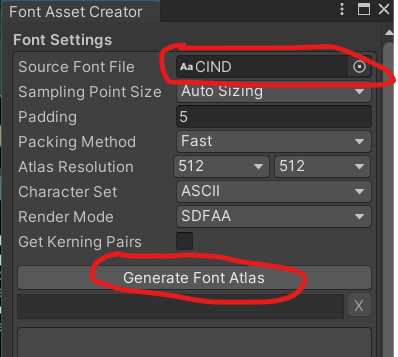 Font Asset Creator
Font Settings
Source Font File Aa CIND
Sampling Point Size Auto Sizing
Padding 5
Packing Method Fast
Atlas Resolution 512 512
Character Set ASCII
Render Mode SDFAA
Get Kerning Pairs
Generate Font Atlas
X